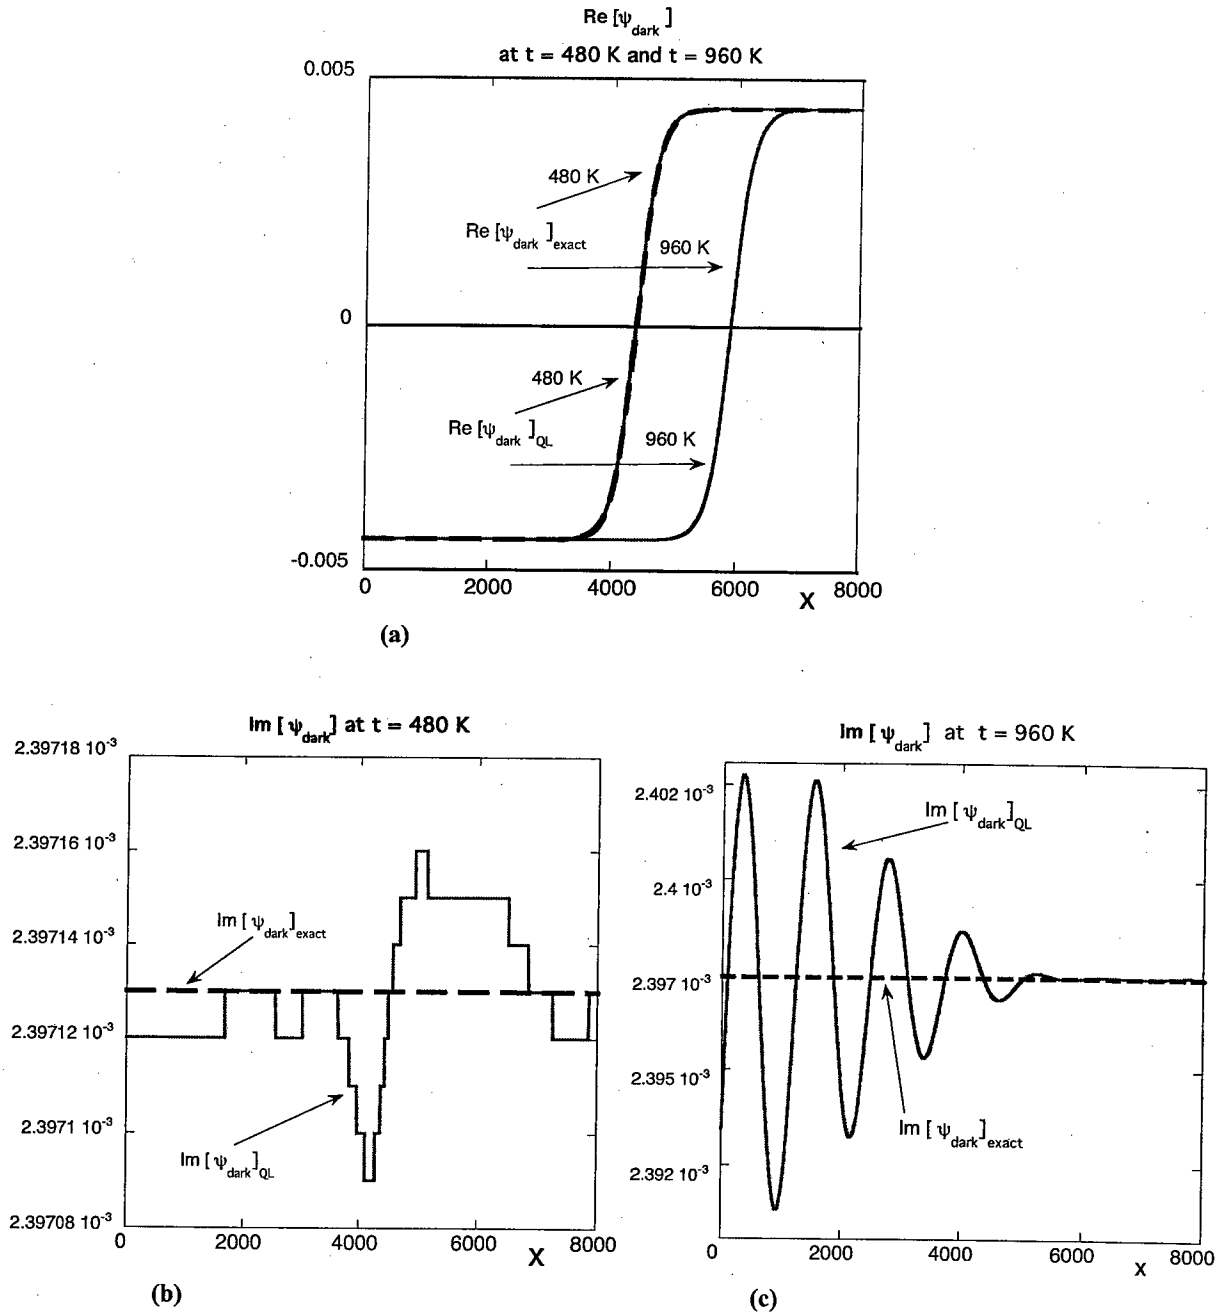 Re [ψdark ]
at t = 480 K and t = 960 K
0.005
480 K
Re [ψdark ]exact
960 K
0
480 K
Re [ψdark ]QL
960 K
-0.005
0 2000 4000 6000 8000
X
(a)
Im [ ψdark] at t = 480 K
2.39718 10-3
2.39716 10-3
Im [ ψdark]exact
2.39714 10-3
2.39712 10-3
2.3971 10-3
Im [ ψdark]QL
2.39708 10-3
0 2000 4000 6000 8000
X
(b)
Im [ ψdark] at t = 960 K
2.402 10-3
Im [ ψdark]QL
2.4 10-3
2.397 10-3
2.395 10-3
Im [ ψdark]exact
2.392 10-3
0 2000 4000 6000 8000
X
(c)